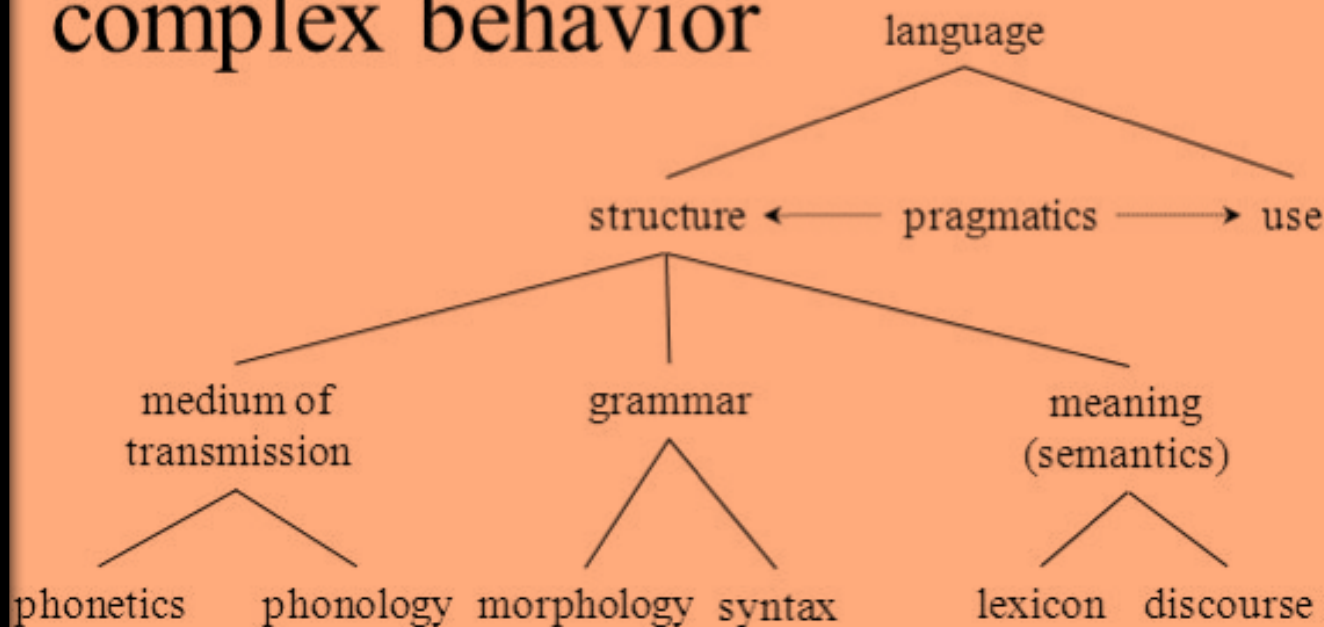 complex behavior
language
structure pragmatics use
medium of grammar meaning
transmission (semantics)
phonetics phonology morphology syntax lexicon discourse